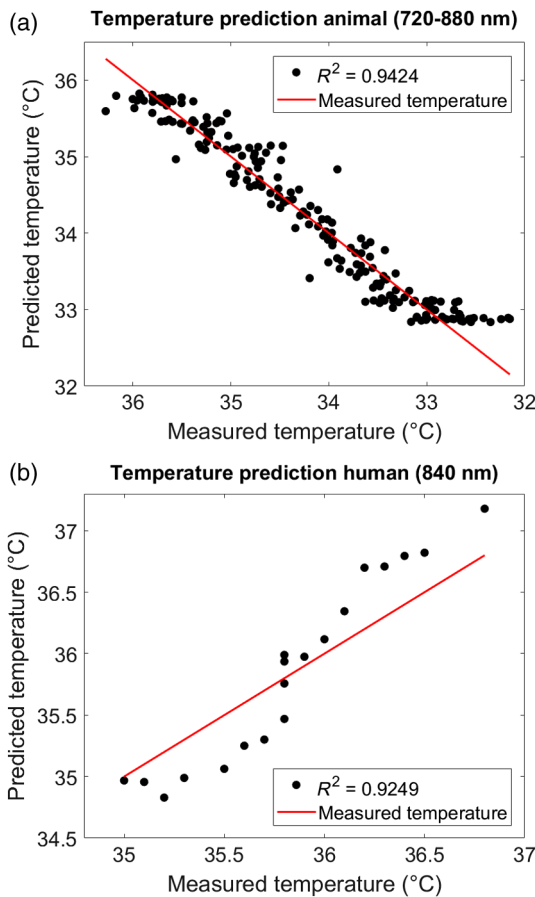 (a)
Temperature prediction animal (720-880 nm)
R² = 0.9424
Measured temperature
Predicted temperature (°C)
36
35
34
33
32
36
35
34
33
32
Measured temperature (°C)
(b)
Temperature prediction human (840 nm)
Predicted temperature (°C)
37
36.5
36
35.5
35
34.5
R² = 0.9249
Measured temperature
35
35.5
36
36.5
37
Measured temperature (°C)